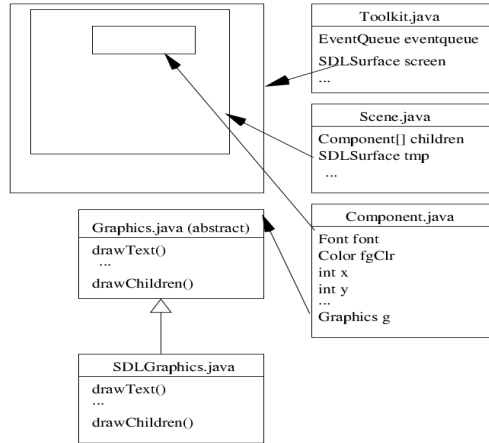 Toolkit.java
EventQueue eventqueue
SDLSurface screen
...
Scene.java
Component[] children
SDLSurface tmp
...
Component.java
Font font
Color fgClr
int x
int y
...
Graphics g
Graphics.java (abstract)
drawText()
...
drawChildren()
SDLGraphics.java
drawText()
...
drawChildren()